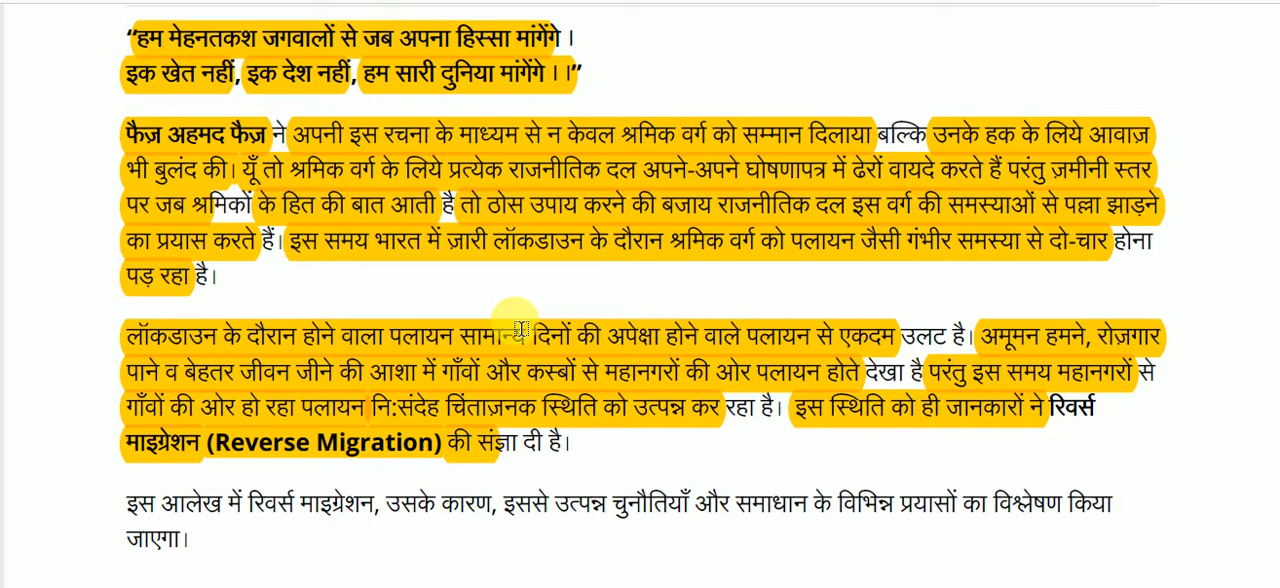 “हम मेहनतकश जगवालों से जब अपना हिस्सा मांगेंगे ।
इक खेत नहीं, इक देश नहीं, हम सारी दुनिया मांगेंगे ।।”
फैज़ अहमद फैज़ ने अपनी इस रचना के माध्यम से न केवल श्रमिक वर्ग को सम्मान दिलाया बल्कि उनके हक के लिये आवाज़
भी बुलंद की। यूँ तो श्रमिक वर्ग के लिये प्रत्येक राजनीतिक दल अपने-अपने घोषणापत्र में ढेरों वायदे करते हैं परंतु ज़मीनी स्तर
पर जब श्रमिकों के हित की बात आती है तो ठोस उपाय करने की बजाय राजनीतिक दल इस वर्ग की समस्याओं से पल्ला झाड़ने
का प्रयास करते हैं। इस समय भारत में ज़ारी लॉकडाउन के दौरान श्रमिक वर्ग को पलायन जैसी गंभीर समस्या से दो-चार होना
पड़ रहा है।
लॉकडाउन के दौरान होने वाला पलायन सामान्य दिनों की अपेक्षा होने वाले पलायन से एकदम उलट है। अमूमन हमने, रोज़गार
पाने व बेहतर जीवन जीने की आशा में गाँवों और कस्बों से महानगरों की ओर पलायन होते देखा है परंतु इस समय महानगरों से
गाँवों की ओर हो रहा पलायन नि:संदेह चिंताज़नक स्थिति को उत्पन्न कर रहा है। इस स्थिति को ही जानकारों ने रिवर्स
माइग्रेशन (Reverse Migration) की संज्ञा दी है।
इस आलेख में रिवर्स माइग्रेशन, उसके कारण, इससे उत्पन्न चुनौतियाँ और समाधान के विभिन्न प्रयासों का विश्लेषण किया
जाएगा।